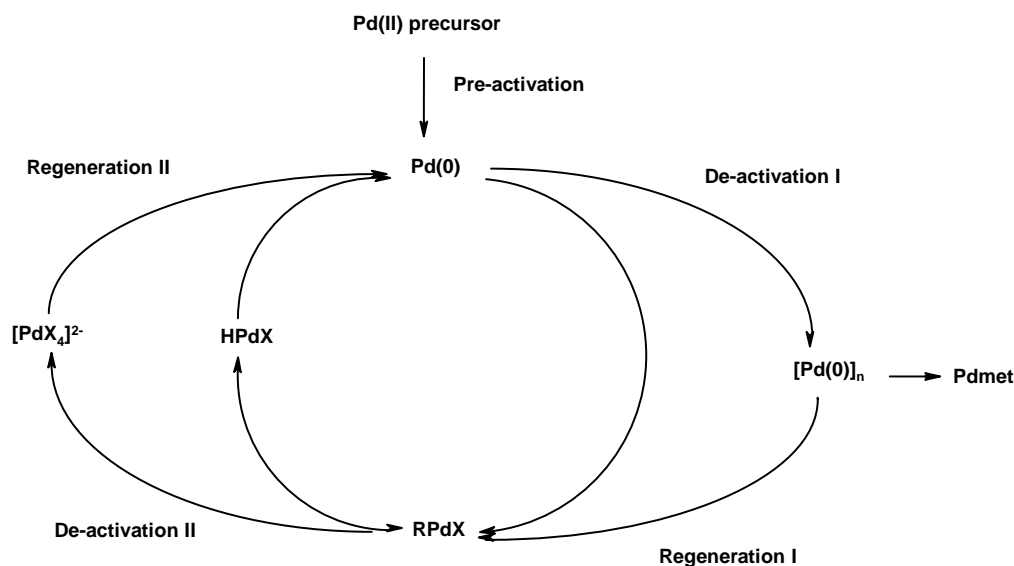 Pd(II) precursor
Pre-activation
Regeneration II
Pd(0)
De-activation I
[PdX₄]²⁻
HPdX
[Pd(0)]ₙ
Pdmet
De-activation II
RPdX
Regeneration I